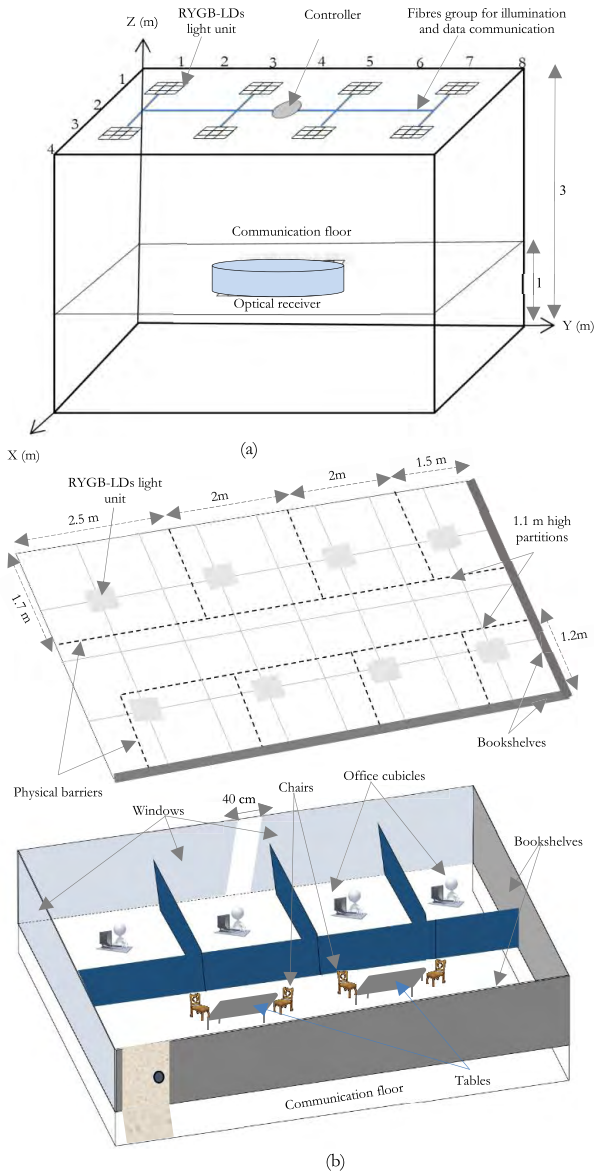 Z (m)
RYGB-LDs
light unit
Controller
Fibres group for illumination
and data communication
1
2
3
4
5
6
7
8
1
2
3
4
3
Communication floor
Optical receiver
1
Y (m)
X (m)
(a)
RYGB-LDs light
unit
2.5 m
2m
2m
1.5 m
1.1 m high
partitions
1.7 m
1.2m
Bookshelves
Physical barriers
Windows
40 cm
Chairs
Office cubicles
Bookshelves
Tables
Communication floor
(b)